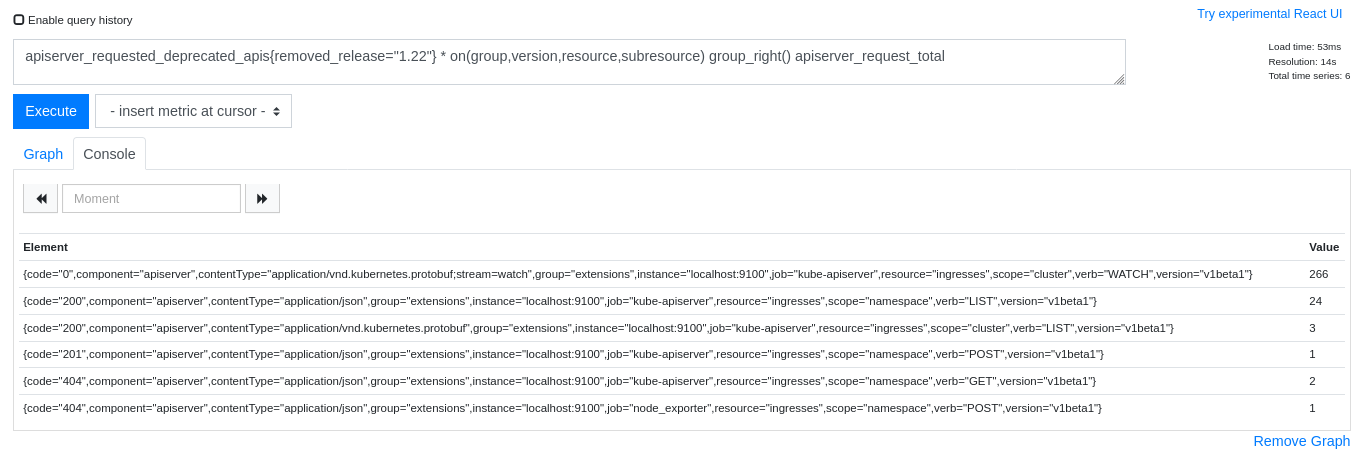 Enable query history
Try experimental React UI
apiserver_requested_deprecated_apis{removed_release="1.22"} * on(group,version,resource,subresource) group_right() apiserver_request_total
Load time: 53ms
Resolution: 14s
Total time series: 6
Execute
- insert metric at cursor -
Graph
Console
Moment
Element Value
{code="0",component="apiserver",contentType="application/vnd.kubernetes.protobuf;stream=watch",group="extensions",instance="localhost:9100",job="kube-apiserver",resource="ingresses",scope="cluster",verb="WATCH",version="v1beta1"} 266
{code="200",component="apiserver",contentType="application/json",group="extensions",instance="localhost:9100",job="kube-apiserver",resource="ingresses",scope="namespace",verb="LIST",version="v1beta1"} 24
{code="200",component="apiserver",contentType="application/vnd.kubernetes.protobuf",group="extensions",instance="localhost:9100",job="kube-apiserver",resource="ingresses",scope="cluster",verb="LIST",version="v1beta1"} 3
{code="201",component="apiserver",contentType="application/json",group="extensions",instance="localhost:9100",job="kube-apiserver",resource="ingresses",scope="namespace",verb="POST",version="v1beta1"} 1
{code="404",component="apiserver",contentType="application/json",group="extensions",instance="localhost:9100",job="kube-apiserver",resource="ingresses",scope="namespace",verb="GET",version="v1beta1"} 2
{code="404",component="apiserver",contentType="application/json",group="extensions",instance="localhost:9100",job="node_exporter",resource="ingresses",scope="namespace",verb="POST",version="v1beta1"} 1
Remove Graph